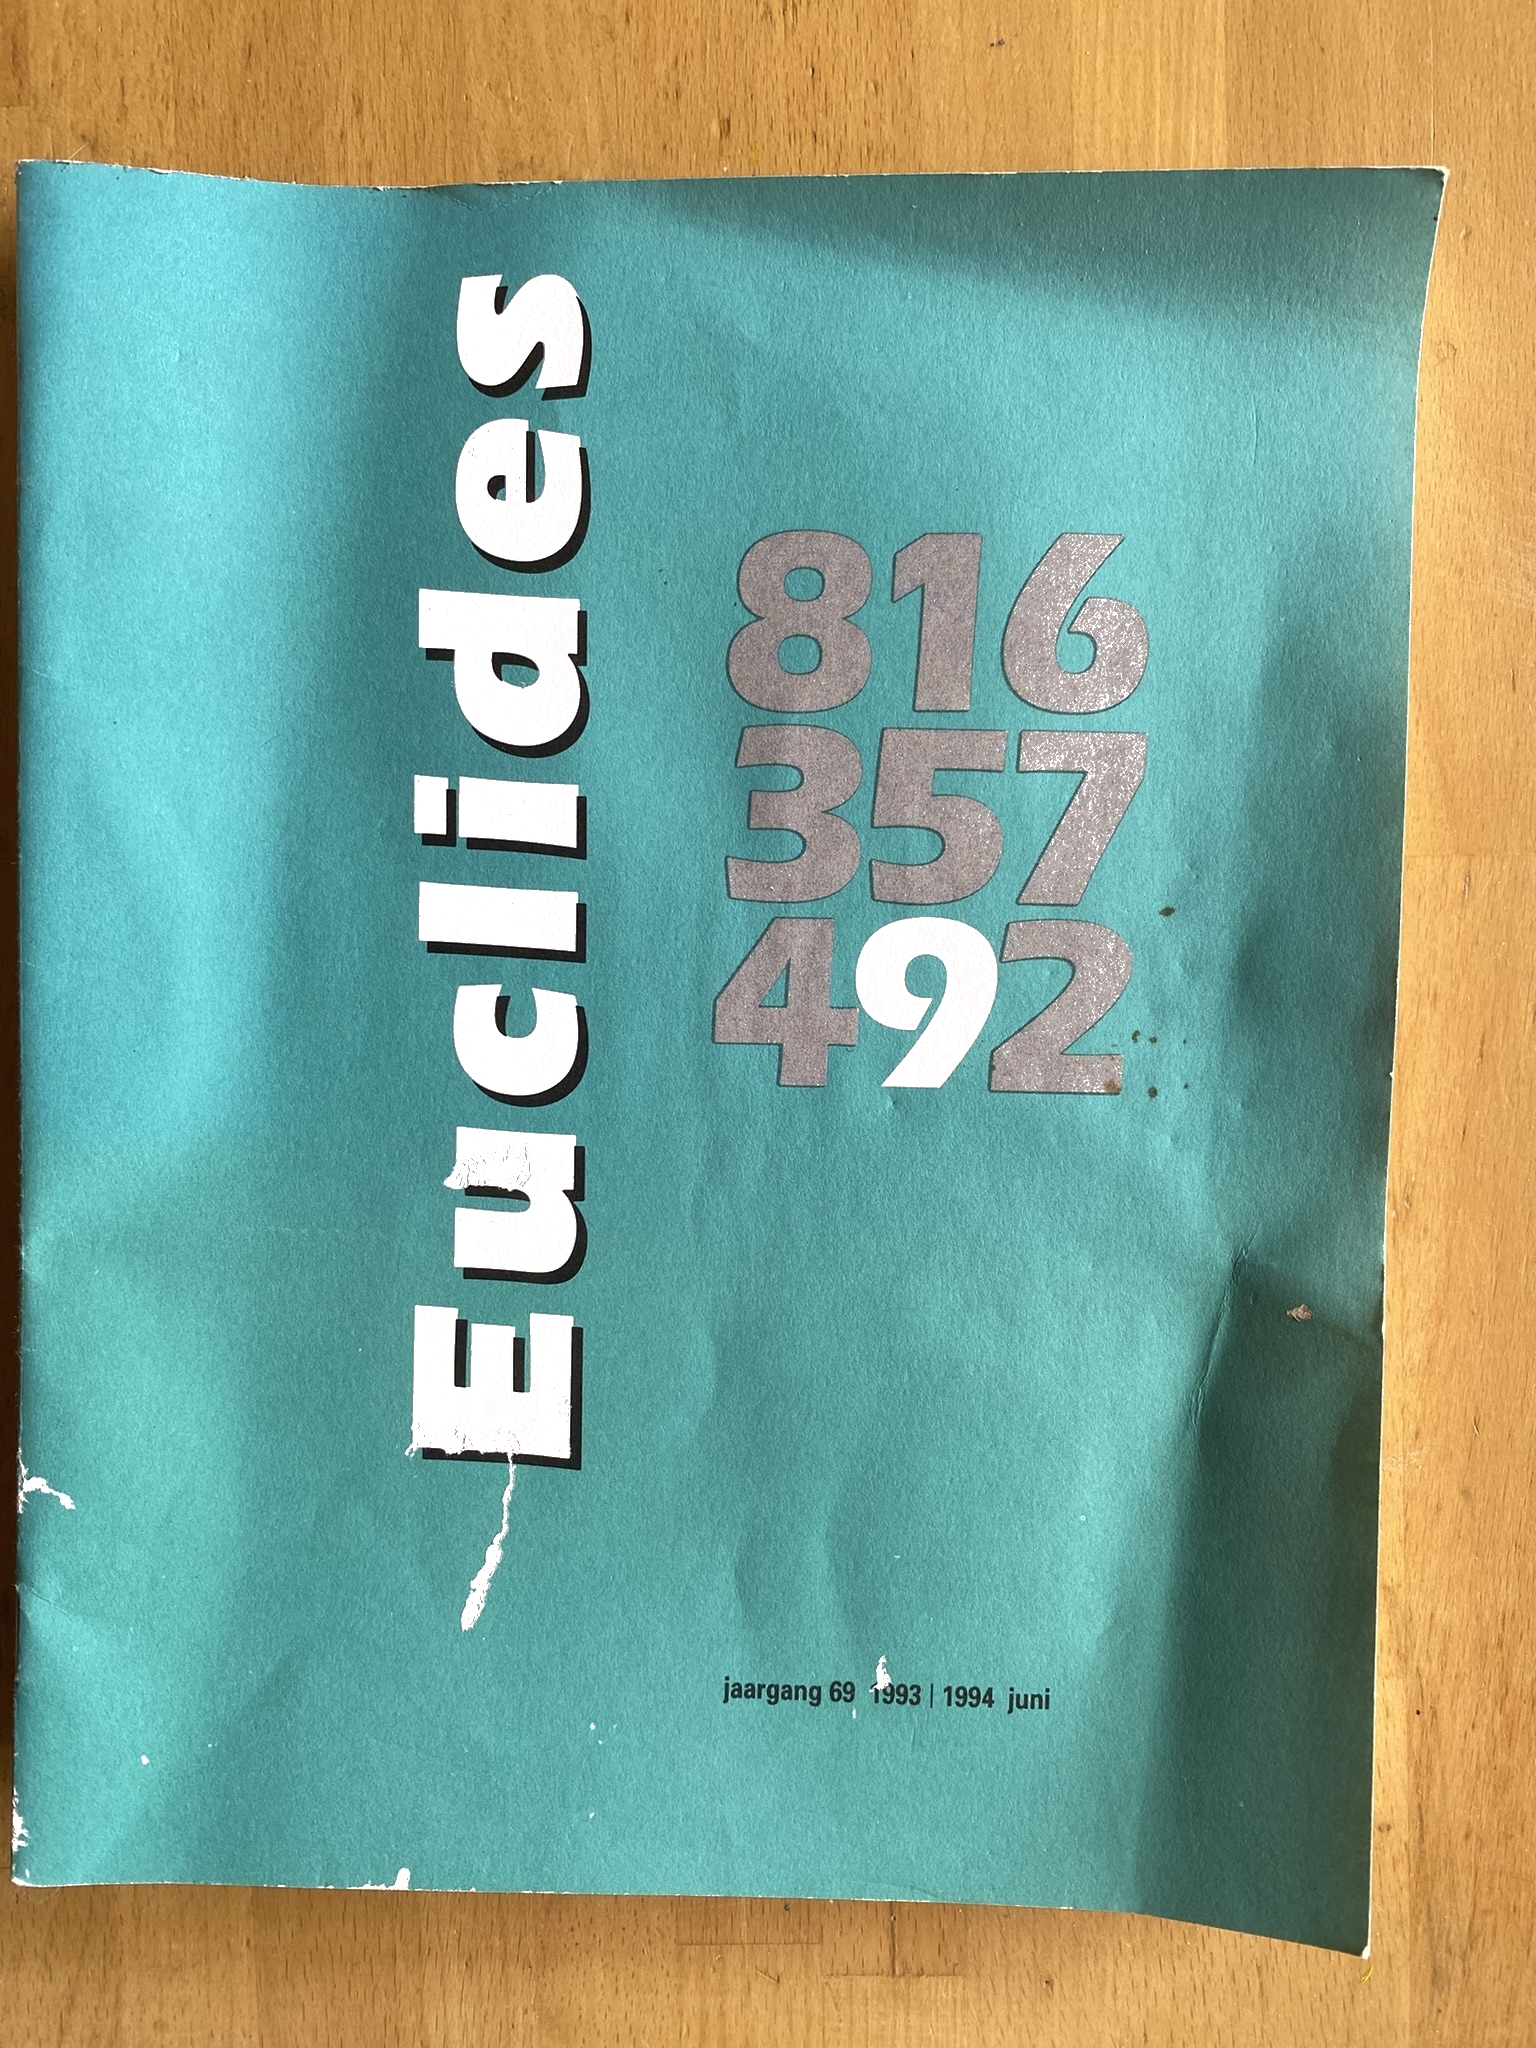 Euclides
816
357
492
jaargang 69 1993 | 1994 juni